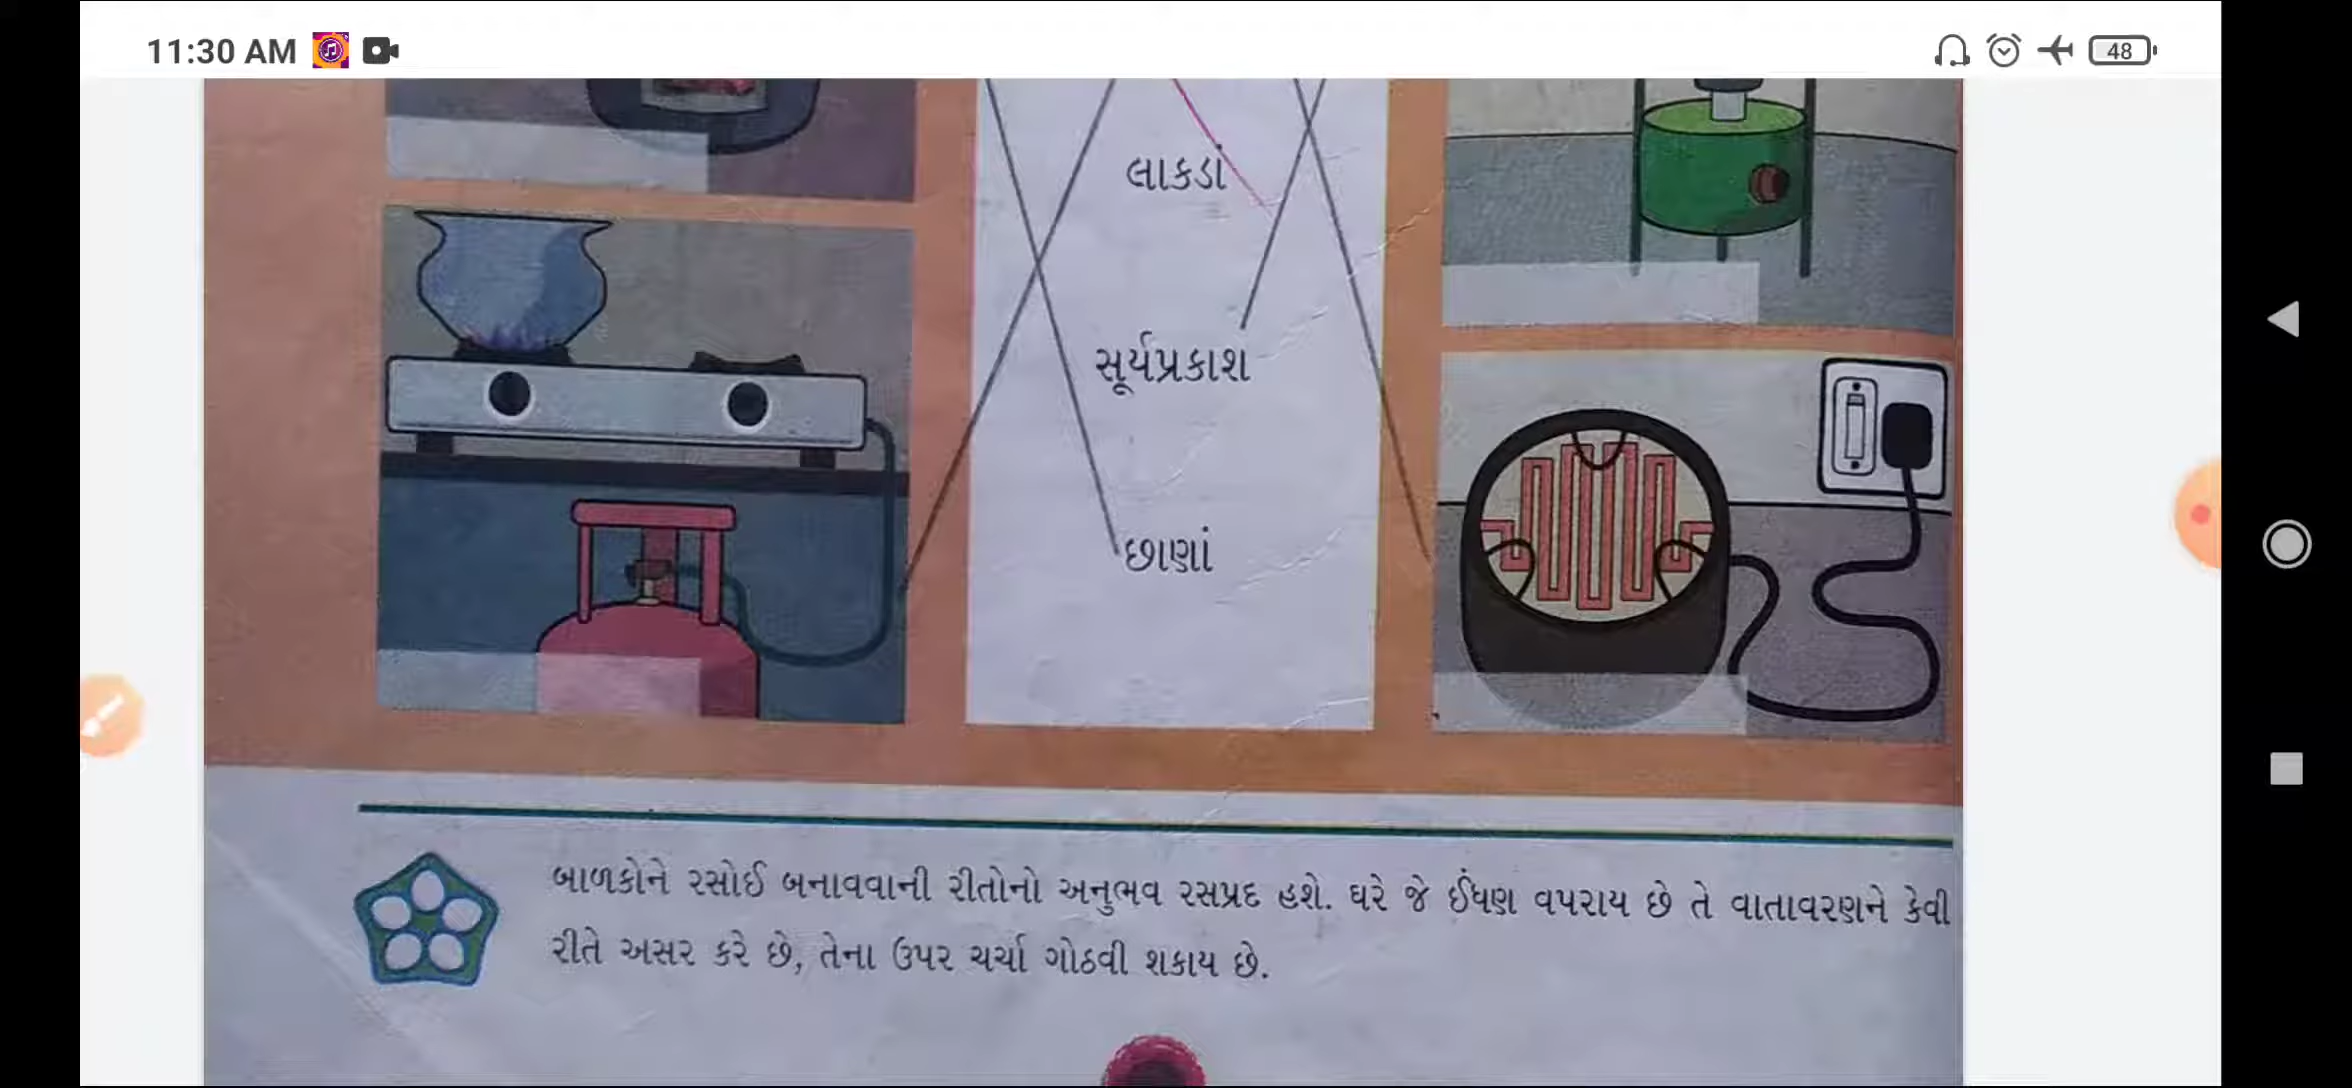 11:30 AM
48
લાકડાં
સૂર્યપ્રકાશ
છાણાં
બાળકોને રસોઈ બનાવવાની રીતોનો અનુભવ રસપ્રદ હશે. ઘરે જે ઈંધણ વપરાય છે તે વાતાવરણને કેવી
રીતે અસર કરે છે, તેના ઉપર ચર્ચા ગોઠવી શકાય છે.